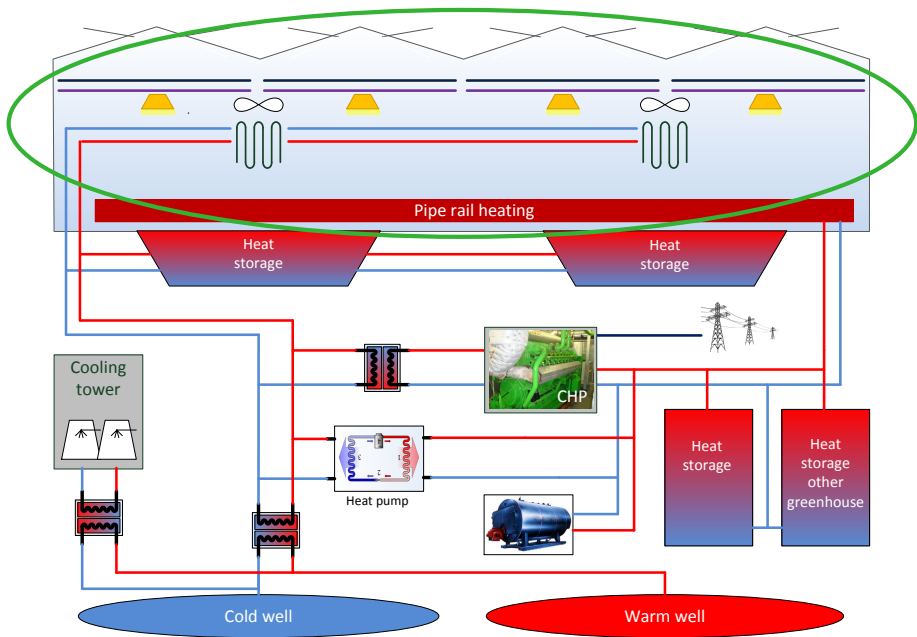 Pipe rail heating
Heat
storage
Heat
storage
Cooling
tower
CHP
Heat pump
Heat
storage
Heat
storage
other
greenhouse
Cold well
Warm well